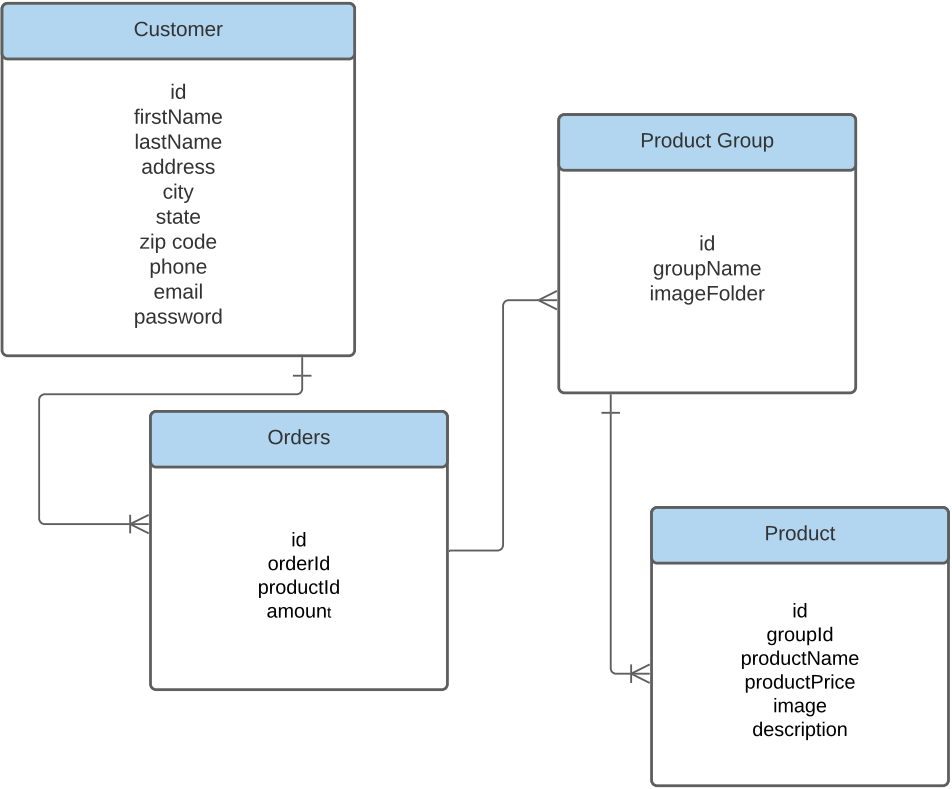 Customer
id
firstName
lastName
address
city
state
zip code
phone
email
password
Product Group
id
groupName
imageFolder
Orders
id
orderId
productId
amount
Product
id
groupId
productName
productPrice
image
description